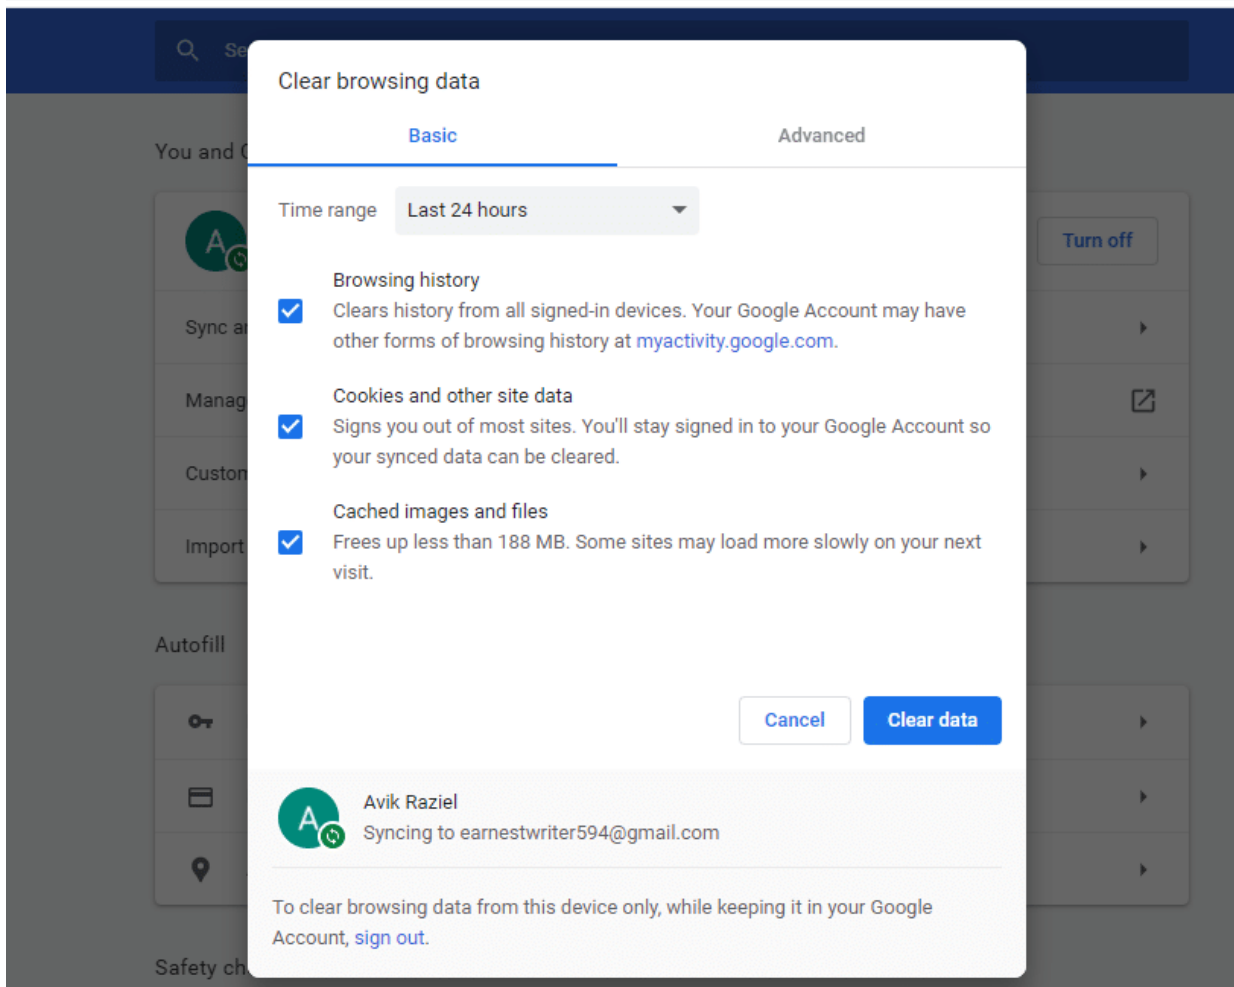 Se
Clear browsing data
Basic
Advanced
You and
Time range
Last 24 hours
A
Turn off
Browsing history
Clears history from all signed-in devices. Your Google Account may have
other forms of browsing history at myactivity.google.com.
Sync a
Cookies and other site data
Manag
Signs you out of most sites. You'll stay signed in to your Google Account so
your synced data can be cleared.
Custom
Cached images and files
Import
Frees up less than 188 MB. Some sites may load more slowly on your next
visit.
Autofill
Cancel
Clear data
A
Avik Raziel
Syncing to earnestwriter594@gmail.com
To clear browsing data from this device only, while keeping it in your Google
Account, sign out.
Safety ch